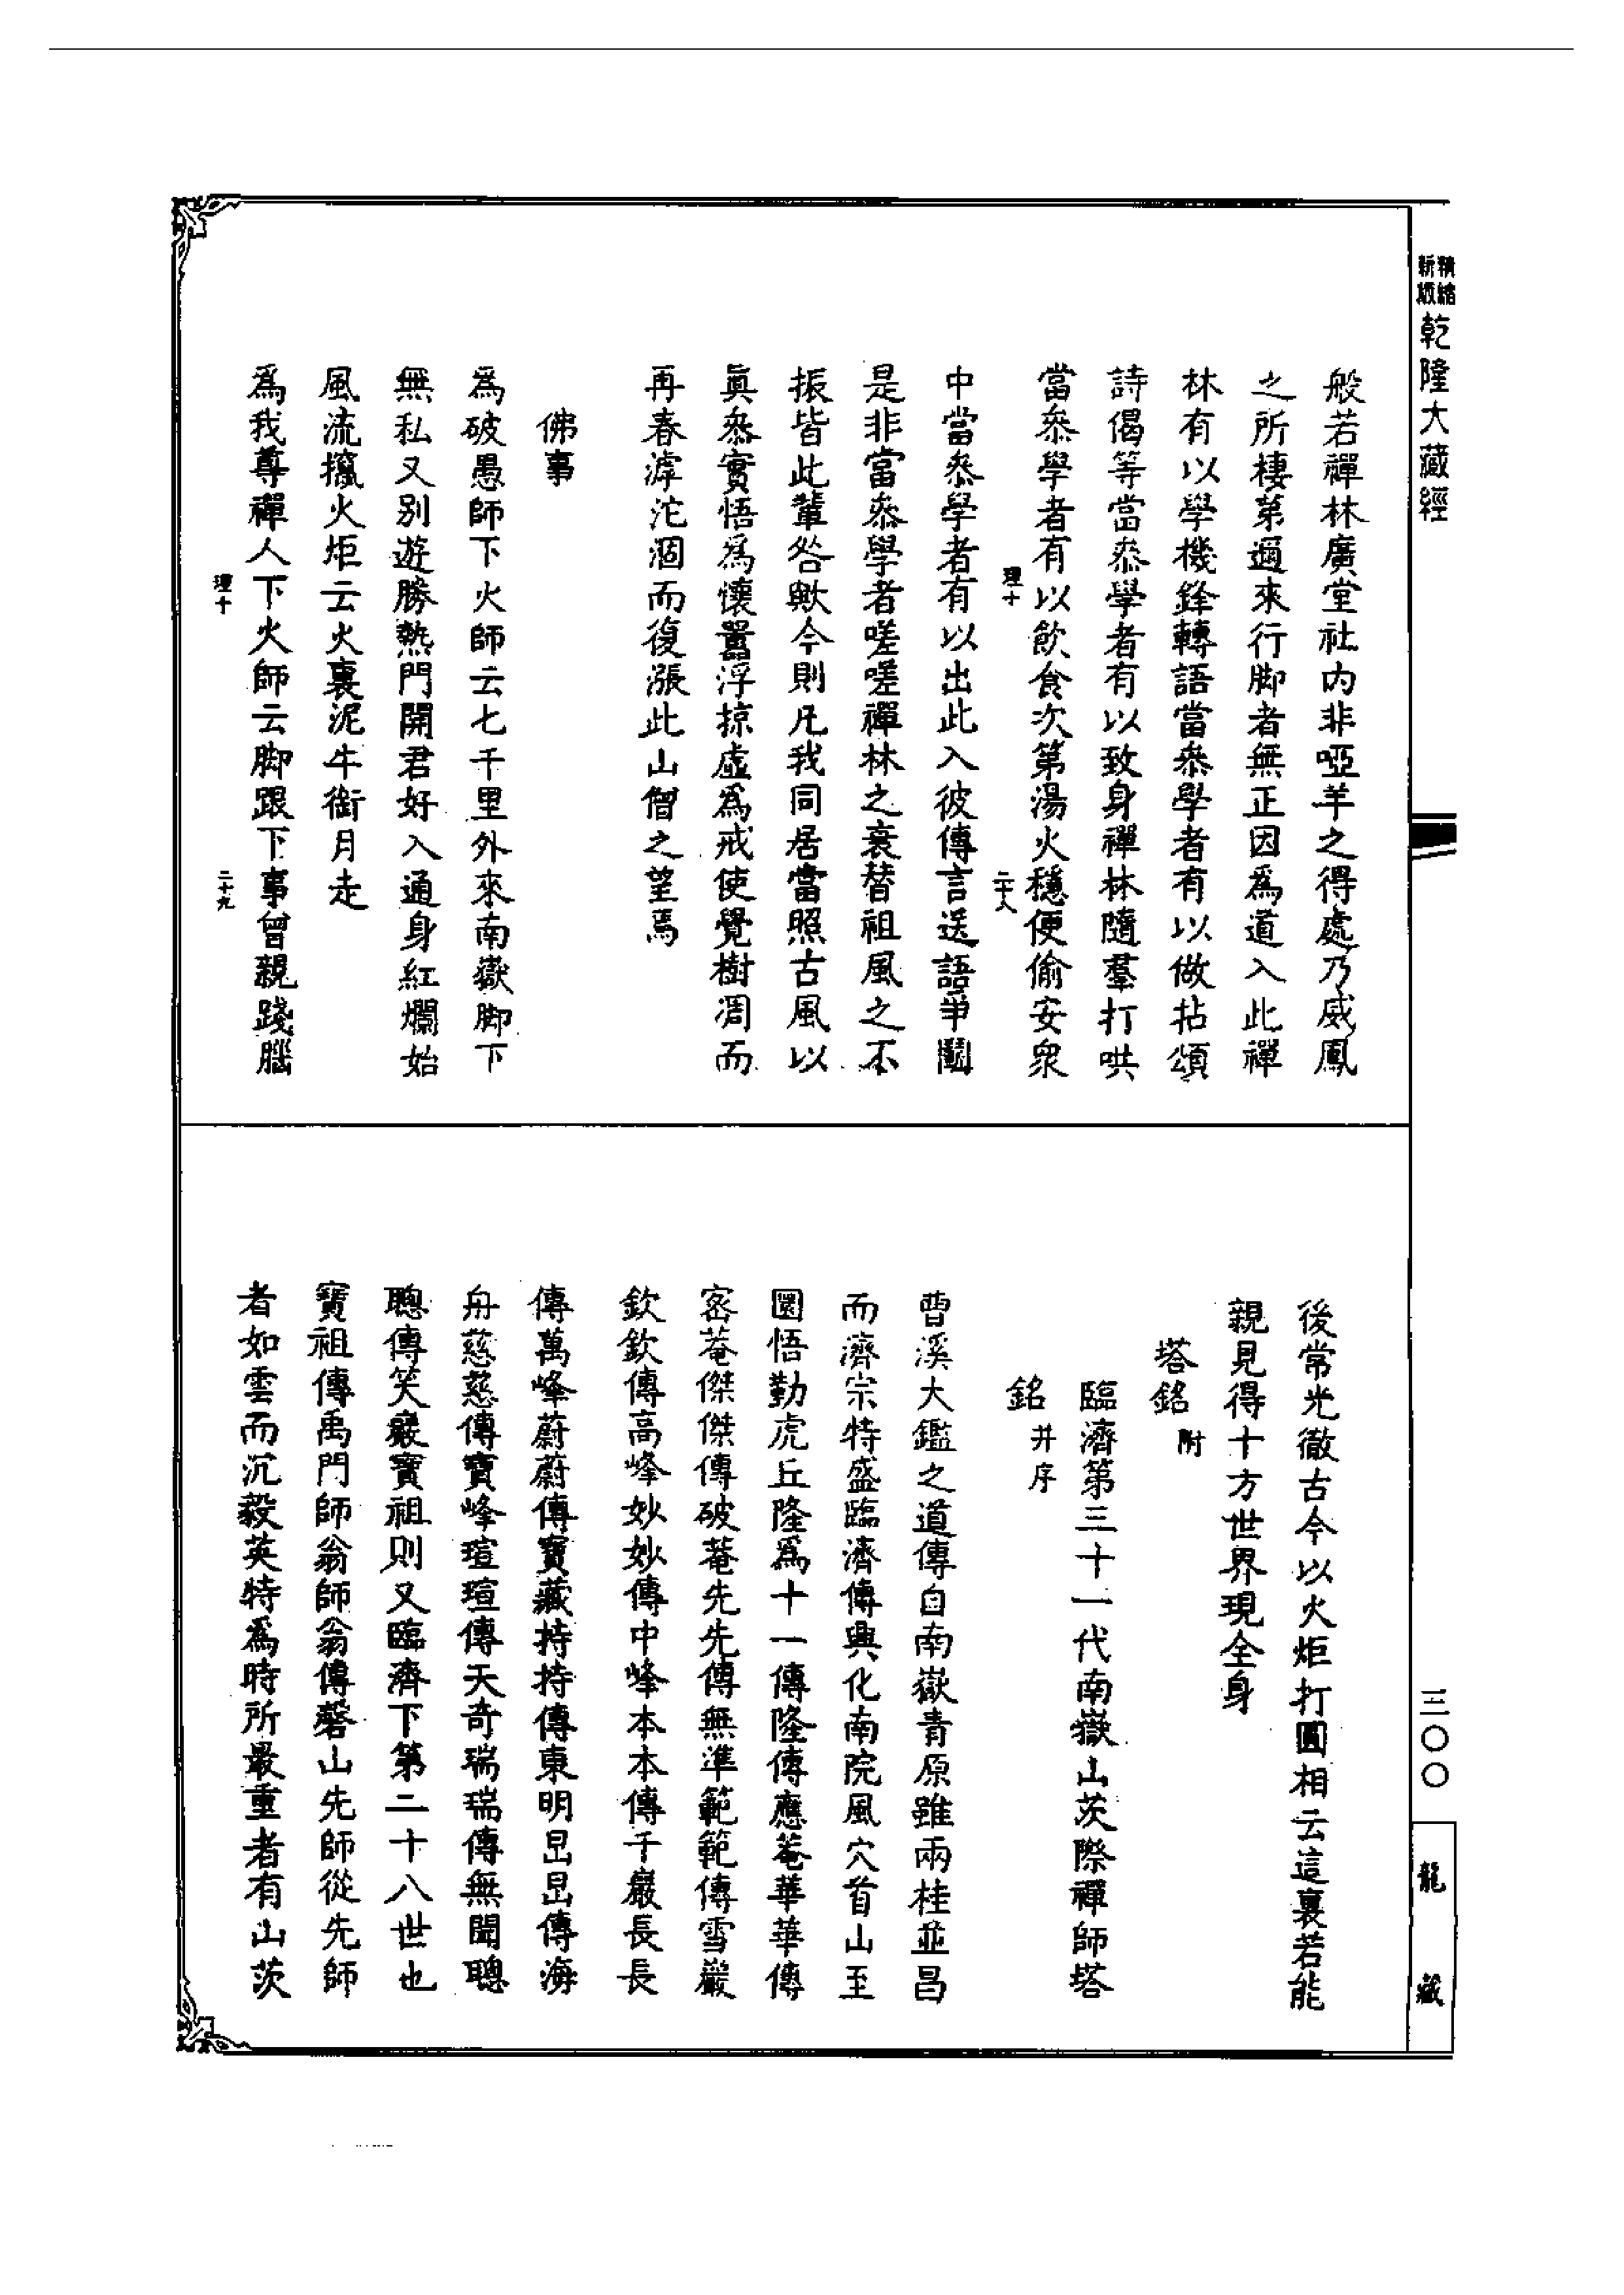 精縮新版乾隆大藏經
般若禪林廣堂社内非啞羊之得處乃威鳳
之所棲第邇來行脚者無正因為道入此禪
林有以學機鋒轉語當叅學者有以做拈頌
詩偈等當叅學者有以致身禪林隨羣打哄
當叅學者有以飲食次第湯火穩便偷安衆
理十 二十八
中當叅學者有以出此入彼傳言送語爭鬬
是非當叅學者嗟嗟禪林之衰替祖風之不
振皆此輩咎歟今則凡我同居當照古風以
眞叅實悟爲懷囂浮掠虛爲戒使覺樹凋而
再春滹沱涸而復漲此山僧之望焉
佛事
為破愚師下火師云七千里外來南嶽脚下
無私又别遊勝熱門開君好入通身紅爛始
風流攛火炬云火裏泥牛銜月走
爲我尊禪人下火師云脚跟下事曾親踐腦
理十 二十九
後常光徹古今以火炬打圓相云這裏若能
親見得十方世界現全身
塔銘附
臨濟第三十一代南嶽山茨際禪師塔
銘并序
曹溪大鑑之道傳自南嶽青原雖兩桂並昌
而濟宗特盛臨濟傳興化南院風穴首山至
圜悟勤虎丘隆爲十一傳隆傳應菴華華傳
密菴傑傑傳破菴先先傳無準範範傳雪巖
欽欽傳高峰妙妙傳中峰本本傳千巖長長
傳萬峰蔚蔚傳寶藏持持傳東明旵旵傳海
舟慈慈傳寶峰瑄瑄傳天奇瑞瑞傳無聞聰
聰傳笑巖寶祖則又臨濟下第二十八世也
寶祖傳禹門師翁師翁傳磬山先師從先師
者如雲而沉毅英特爲時所最重者有山茨
三〇〇
龍藏